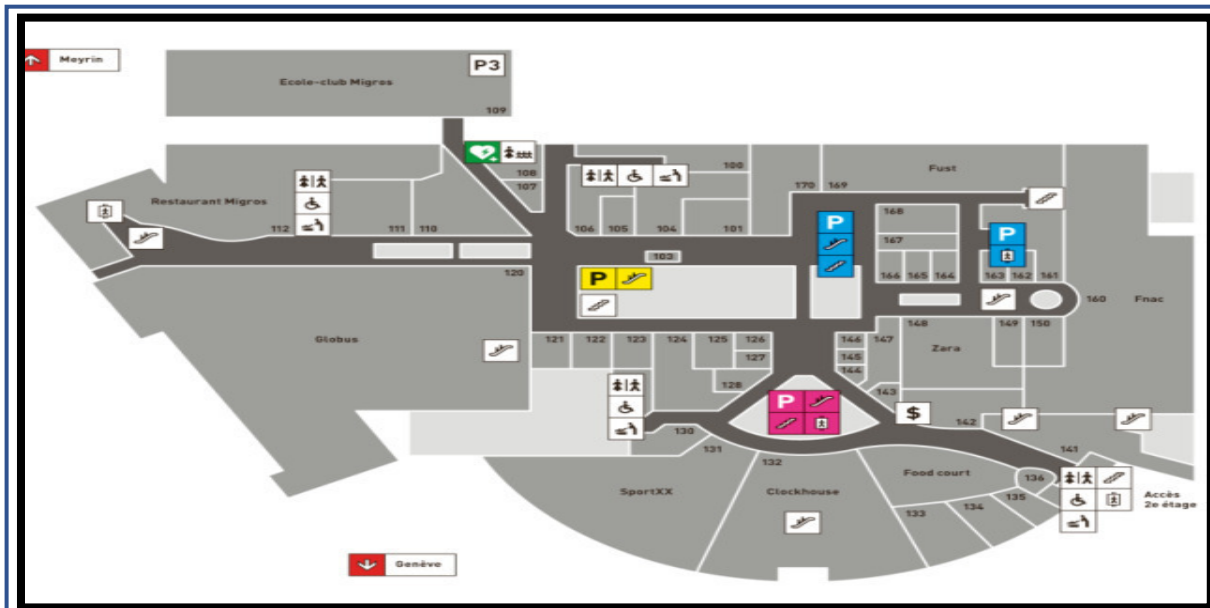 Meyrin
P3
Ecole-club Migros
109
108
107
100
170 169
Fust
Restaurant Migros
112
111 110
106 105 104 101
103
168
167
166 165 164
163 162 161
160 Fnac
P
P
P
120
Globus
121 122 123 124 125 126
127
128
146 147
145
144
143
148
149 150
Zara
P
$
142
141
130
131
132
SportXX
Clockhouse
Food court
136
135
134
133
Accès
2e étage
Genève